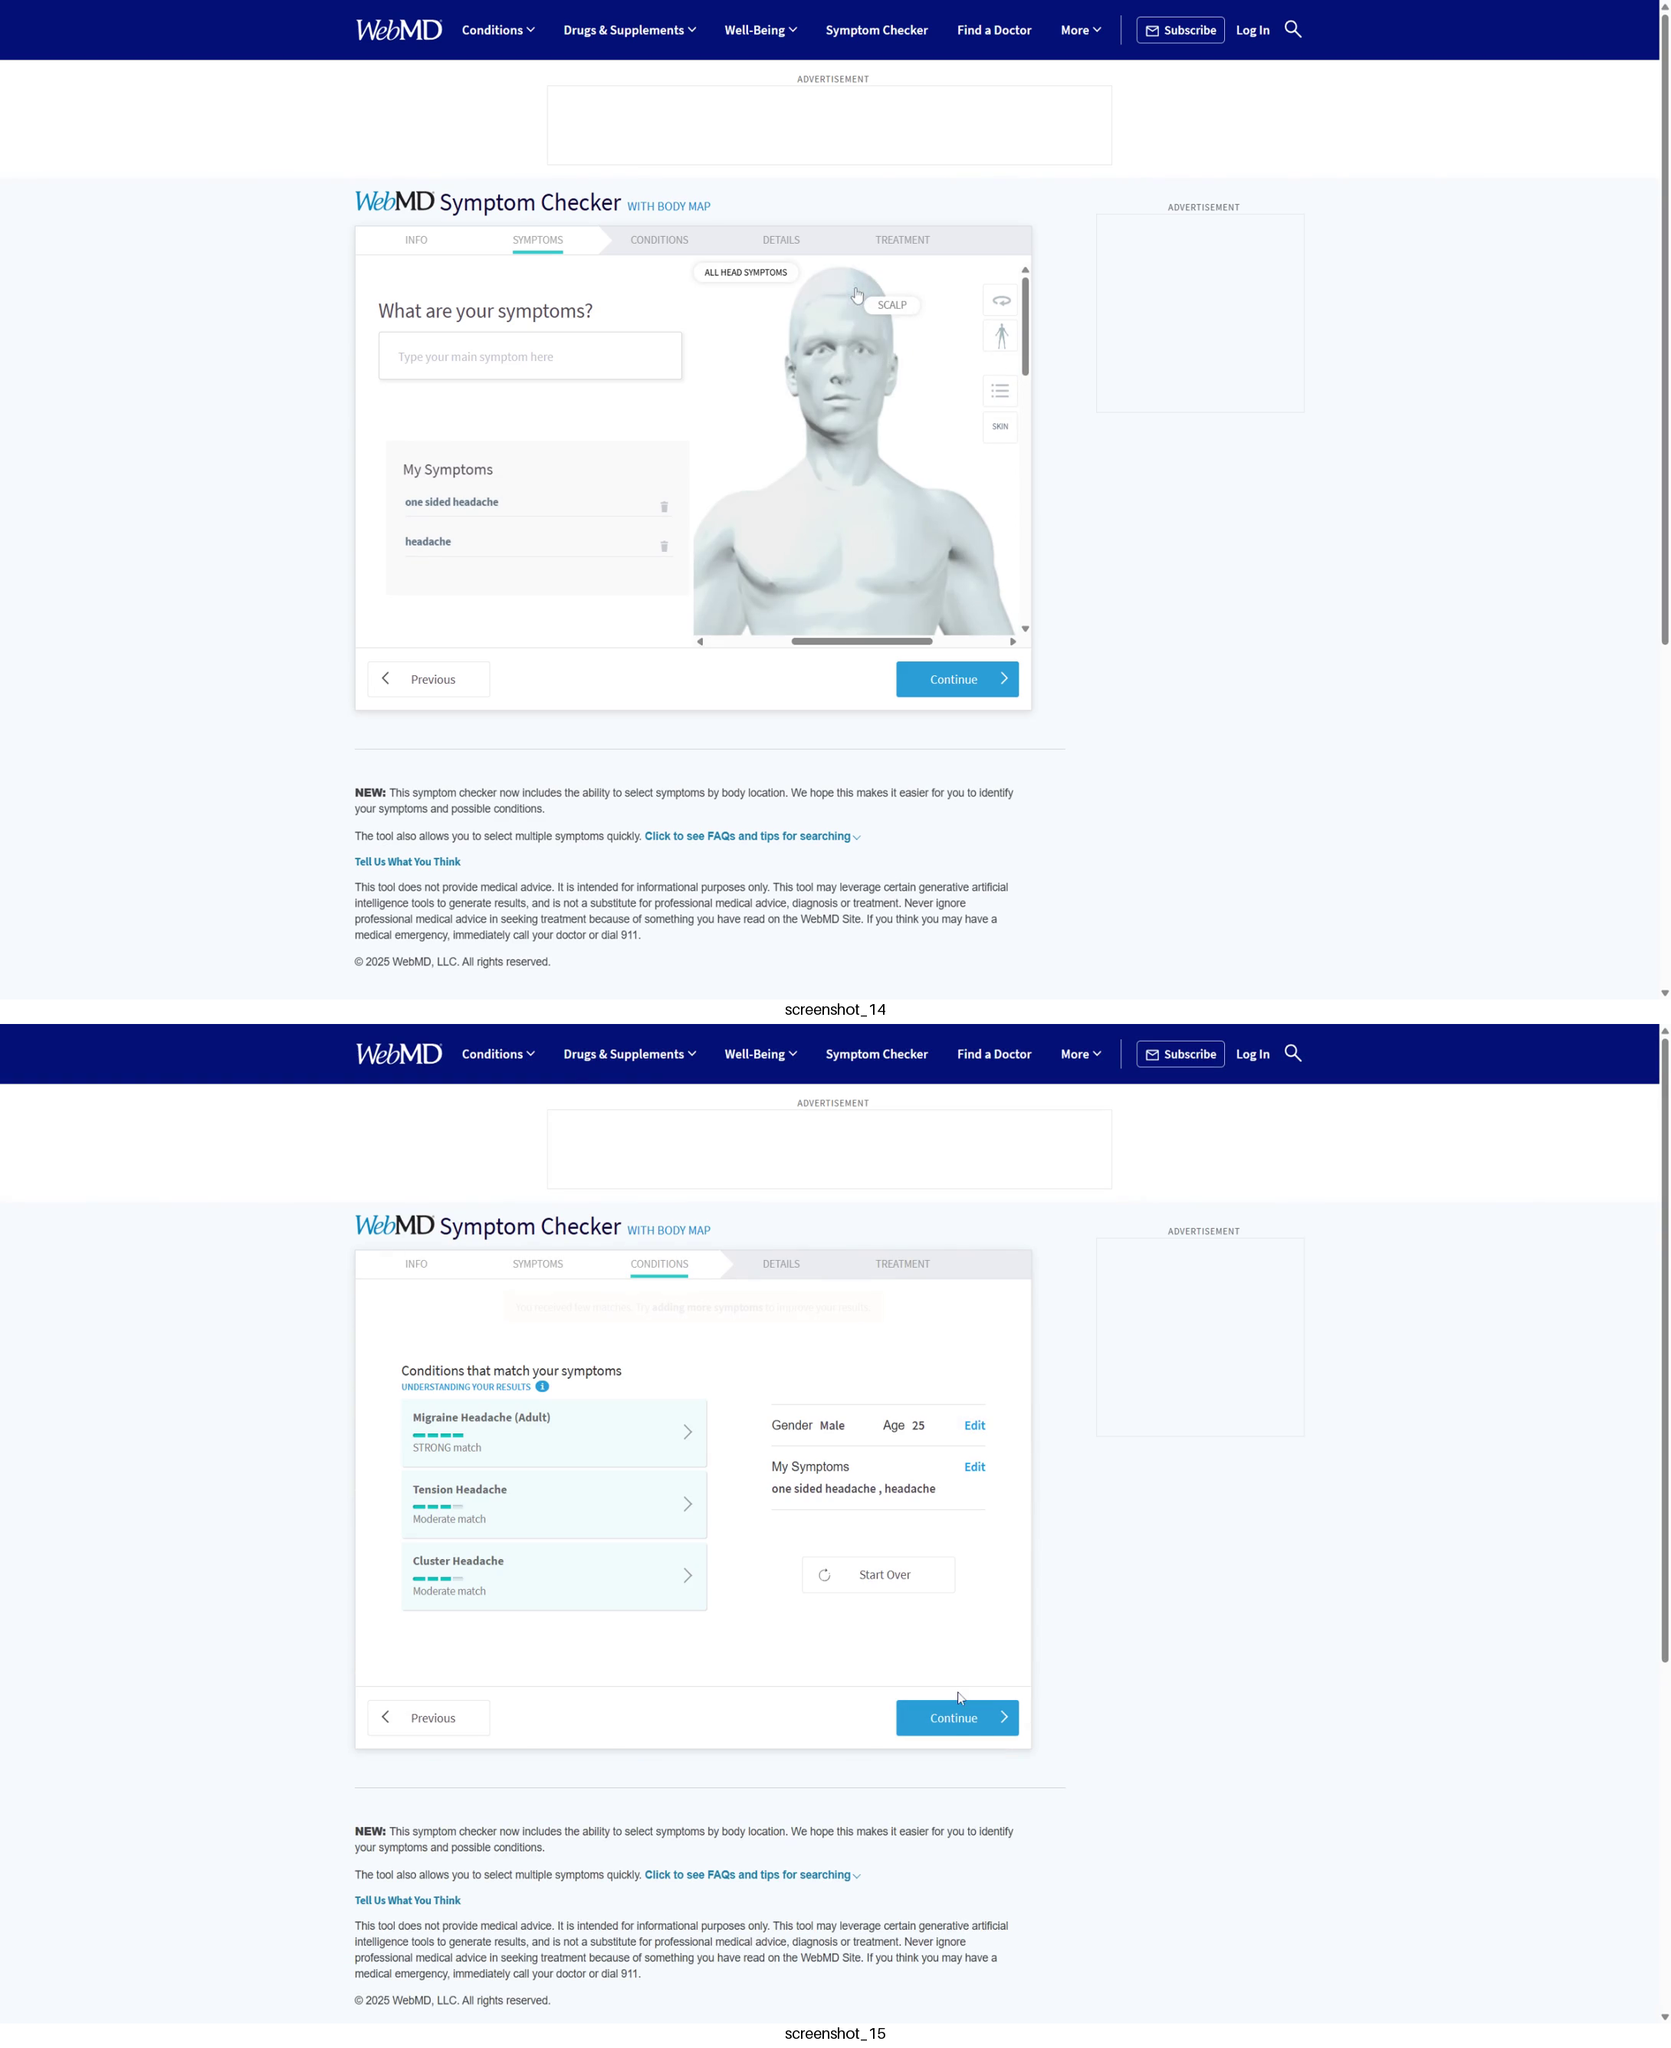 WebMD Conditions Drugs & Supplements Well-Being Symptom Checker Find a Doctor More Subscribe Log In
ADVERTISEMENT
WebMD Symptom Checker WITH BODY MAP
ADVERTISEMENT
INFO SYMPTOMS CONDITIONS DETAILS TREATMENT
ALL HEAD SYMPTOMS
SCALP
What are your symptoms?
Type your main symptom here
SKIN
My Symptoms
one sided headache
headache
Previous Continue
NEW: This symptom checker now includes the ability to select symptoms by body location. We hope this makes it easier for you to identify
your symptoms and possible conditions.
The tool also allows you to select multiple symptoms quickly. Click to see FAQs and tips for searching
Tell Us What You Think
This tool does not provide medical advice. It is intended for informational purposes only. This tool may leverage certain generative artificial
intelligence tools to generate results, and is not a substitute for professional medical advice, diagnosis or treatment. Never ignore
professional medical advice in seeking treatment because of something you have read on the WebMD Site. If you think you may have a
medical emergency, immediately call your doctor or dial 911.
© 2025 WebMD, LLC. All rights reserved.
screenshot_14
WebMD Conditions Drugs & Supplements Well-Being Symptom Checker Find a Doctor More Subscribe Log In
ADVERTISEMENT
WebMD Symptom Checker WITH BODY MAP
ADVERTISEMENT
INFO SYMPTOMS CONDITIONS DETAILS TREATMENT
You received few matches. Try adding more symptoms to improve your results.
Conditions that match your symptoms
UNDERSTANDING YOUR RESULTS i
Migraine Headache (Adult)
STRONG match
Tension Headache
Moderate match
Cluster Headache
Moderate match
Gender Male Age 25 Edit
My Symptoms Edit
one sided headache , headache
Start Over
Previous Continue
NEW: This symptom checker now includes the ability to select symptoms by body location. We hope this makes it easier for you to identify
your symptoms and possible conditions.
The tool also allows you to select multiple symptoms quickly. Click to see FAQs and tips for searching
Tell Us What You Think
This tool does not provide medical advice. It is intended for informational purposes only. This tool may leverage certain generative artificial
intelligence tools to generate results, and is not a substitute for professional medical advice, diagnosis or treatment. Never ignore
professional medical advice in seeking treatment because of something you have read on the WebMD Site. If you think you may have a
medical emergency, immediately call your doctor or dial 911.
© 2025 WebMD, LLC. All rights reserved.
screenshot_15